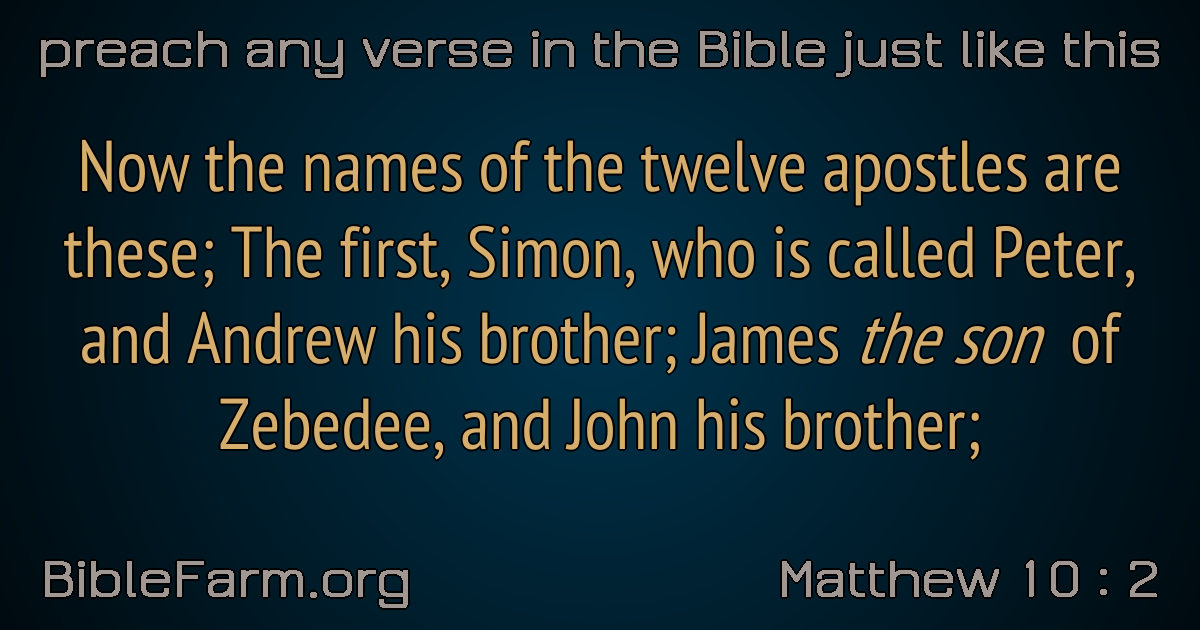 preach any verse in the Bible just like this
Now the names of the twelve apostles are
these; The first, Simon, who is called Peter,
and Andrew his brother; James the son of
Zebedee, and John his brother;
BibleFarm.org
Matthew 10 : 2